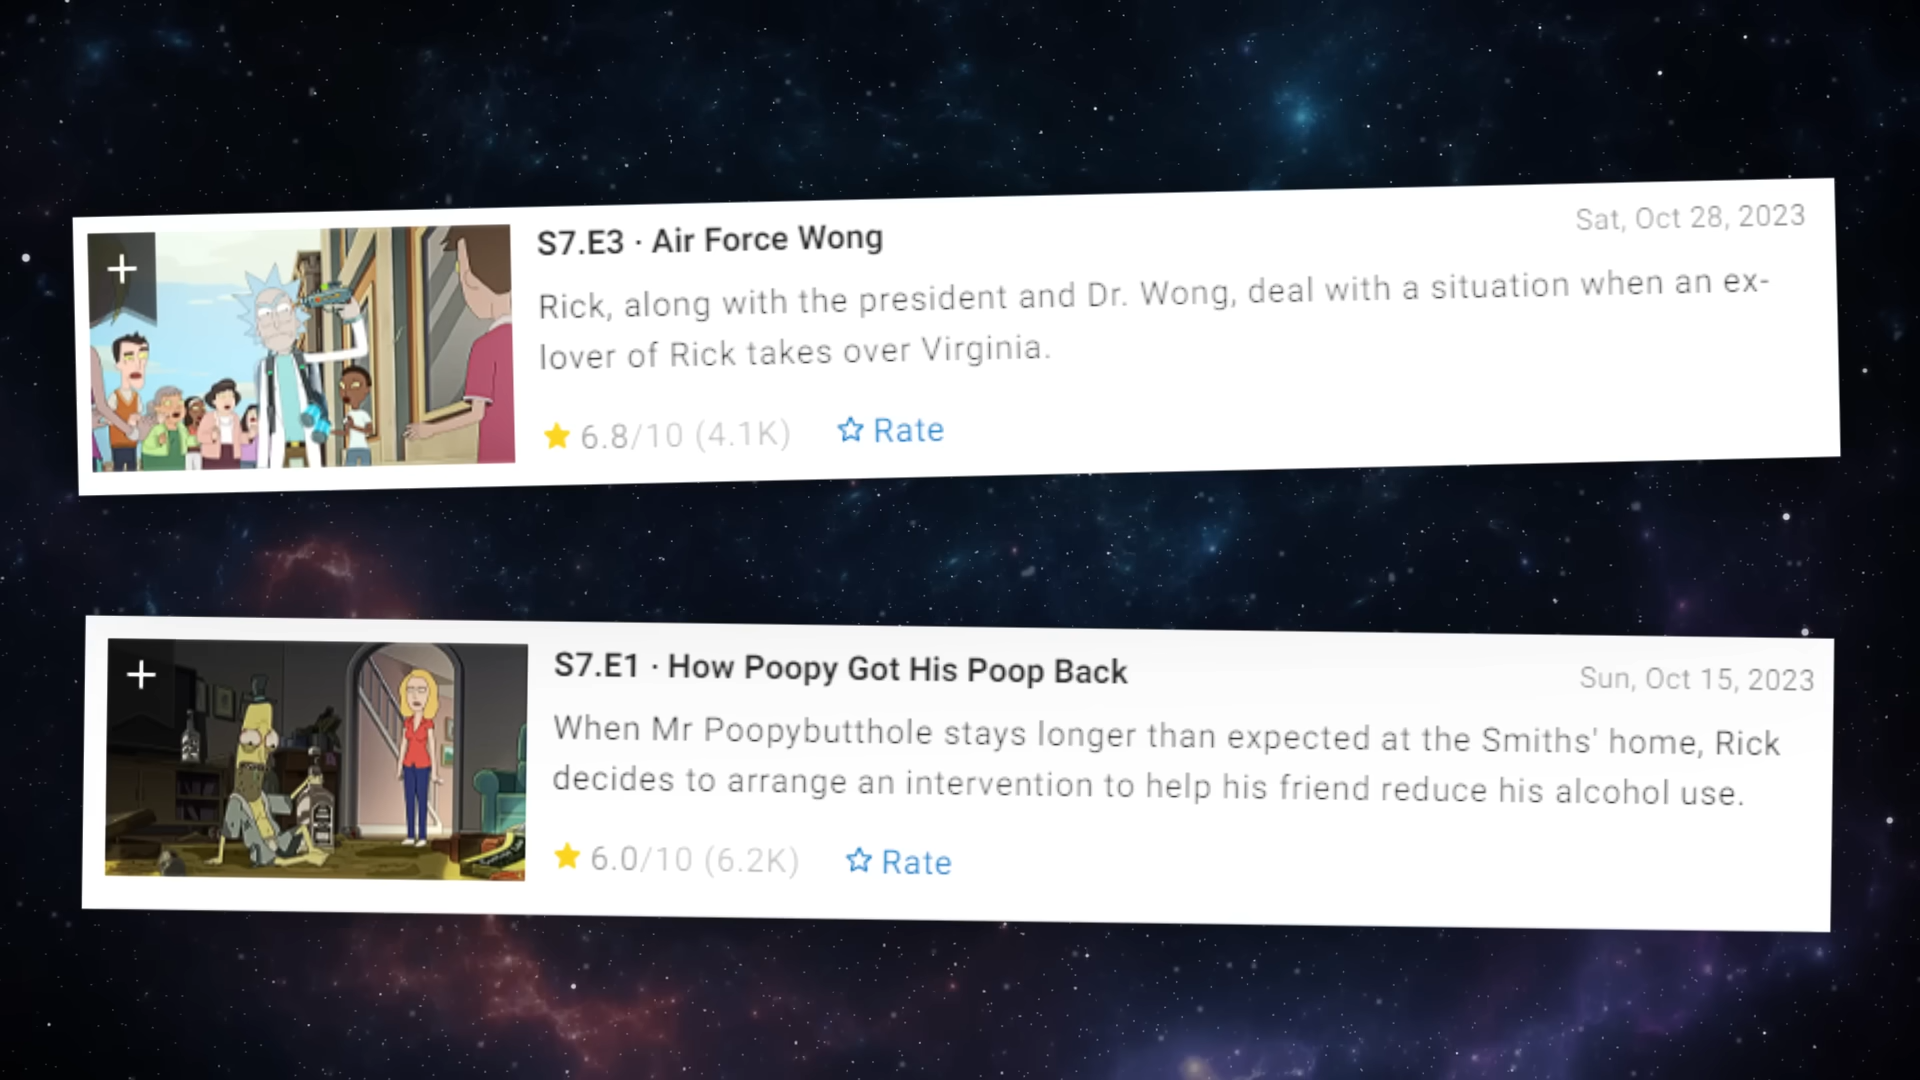 S7.E3 · Air Force Wong
Sat, Oct 28, 2023
Rick, along with the president and Dr. Wong, deal with a situation when an ex-
lover of Rick takes over Virginia.
6.8/10 (4.1K)
Rate
S7.E1 · How Poopy Got His Poop Back
Sun, Oct 15, 2023
When Mr Poopybutthole stays longer than expected at the Smiths' home, Rick
decides to arrange an intervention to help his friend reduce his alcohol use.
6.0/10 (6.2K)
Rate